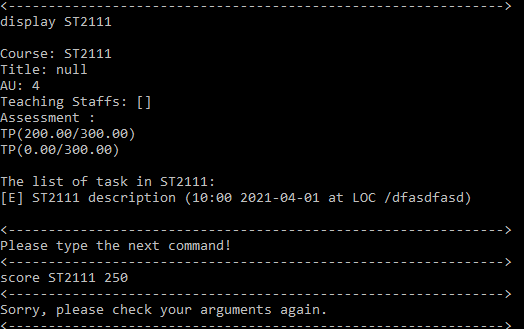 <-------------------------------------------------------------->
display ST2111
Course: ST2111
Title: null
AU: 4
Teaching Staffs: []
Assessment :
TP(200.00/300.00)
TP(0.00/300.00)
The list of task in ST2111:
[E] ST2111 description (10:00 2021-04-01 at LOC /dfasdfasd)
<-------------------------------------------------------------->
Please type the next command!
<-------------------------------------------------------------->
score ST2111 250
<-------------------------------------------------------------->
Sorry, please check your arguments again.
<-------------------------------------------------------------->